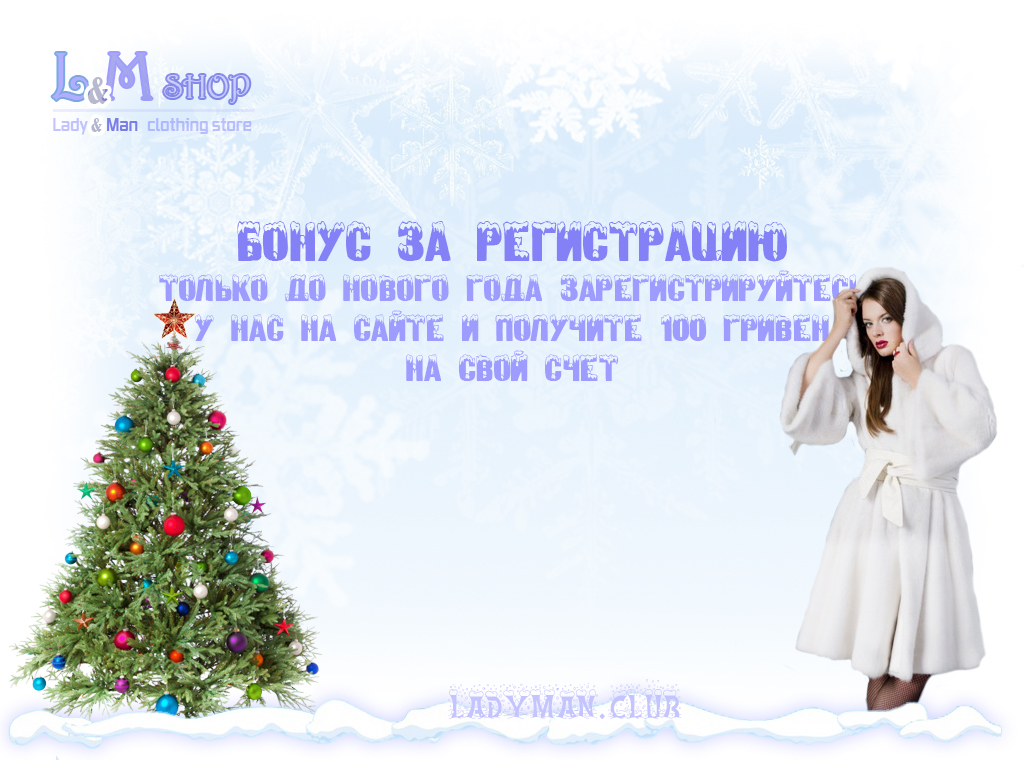 L&M SHOP
Lady & Man clothing store
БОНУС ЗА РЕГИСТРАЦИЮ
ТОЛЬКО ДО НОВОГО ГОДА ЗАРЕГИСТРИРУЙТЕСЬ
У НАС НА САЙТЕ И ПОЛУЧИТЕ 100 ГРИВЕН
НА СВОЙ СЧЕТ
LADYMAN.CLUB